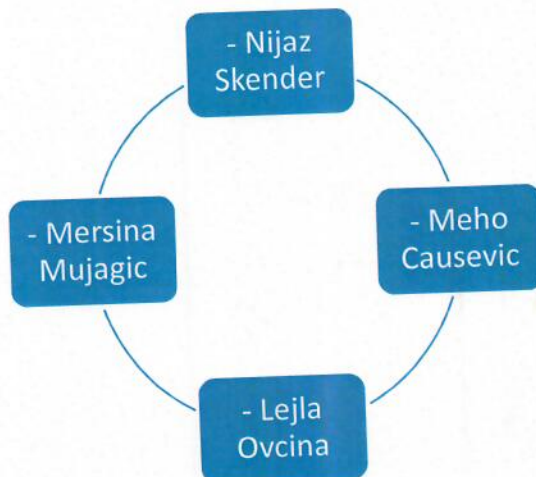 - Nijaz
Skender
- Meho
Causevic
- Lejla
Ovcina
- Mersina
Mujagic